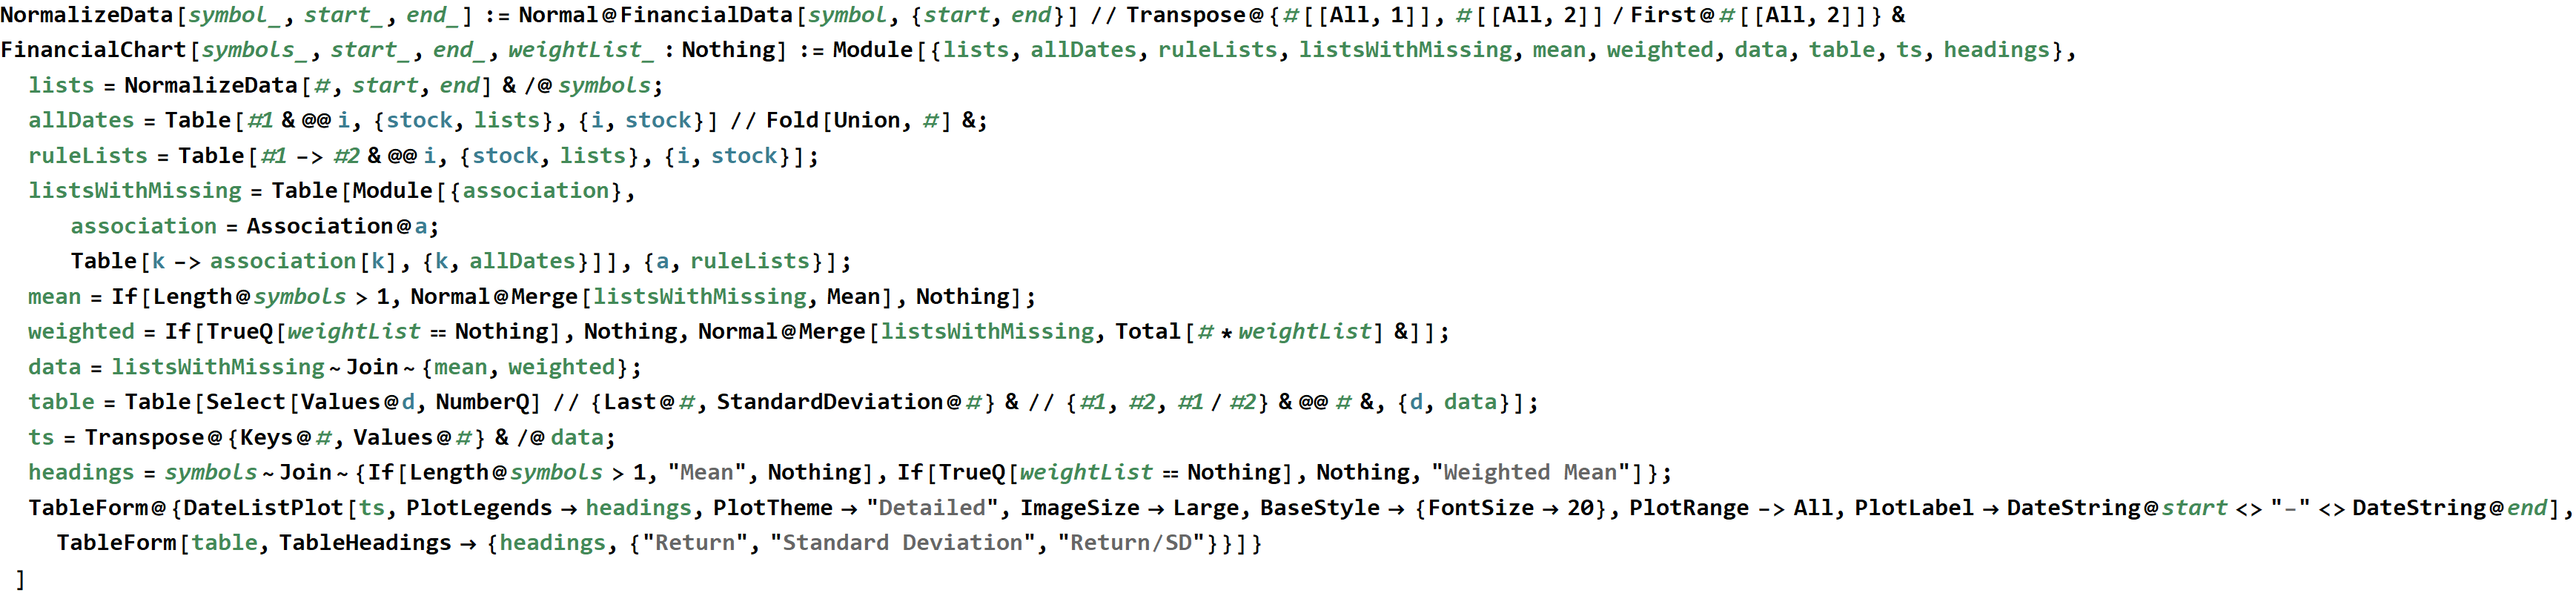 NormalizeData[symbol_, start_, end_] := Normal@FinancialData[symbol, {start, end}] // Transpose@{#[[All, 1]], #[[All, 2]] / First@#[[All, 2]]} &
FinancialChart[symbols_, start_, end_, weightList_ : Nothing] := Module[{lists, allDates, ruleLists, listsWithMissing, mean, weighted, data, table, ts, headings},
lists = NormalizeData[#, start, end] & /@ symbols;
allDates = Table[#1 & @@ i, {stock, lists}, {i, stock}] // Fold[Union, #] &;
ruleLists = Table[#1 -> #2 & @@ i, {stock, lists}, {i, stock}];
listsWithMissing = Table[Module[{association},
association = Association@a;
Table[k -> association[k], {k, allDates}]], {a, ruleLists}];
mean = If[Length@symbols > 1, Normal@Merge[listsWithMissing, Mean], Nothing];
weighted = If[TrueQ[weightList == Nothing], Nothing, Normal@Merge[listsWithMissing, Total[# * weightList] &]];
data = listsWithMissing~Join~{mean, weighted};
table = Table[Select[Values@d, NumberQ] // {Last@#, StandardDeviation@#} & // {#1, #2, #1 / #2} & @@ # &, {d, data}];
ts = Transpose@{Keys@#, Values@#} & /@ data;
headings = symbols~Join~{If[Length@symbols > 1, "Mean", Nothing], If[TrueQ[weightList == Nothing], Nothing, "Weighted Mean"]};
TableForm@{DateListPlot[ts, PlotLegends → headings, PlotTheme → "Detailed", ImageSize → Large, BaseStyle → {FontSize → 20}, PlotRange -> All, PlotLabel → DateString@start <> "-" <> DateString@end],
TableForm[table, TableHeadings → {headings, {"Return", "Standard Deviation", "Return/SD"}}]}
]